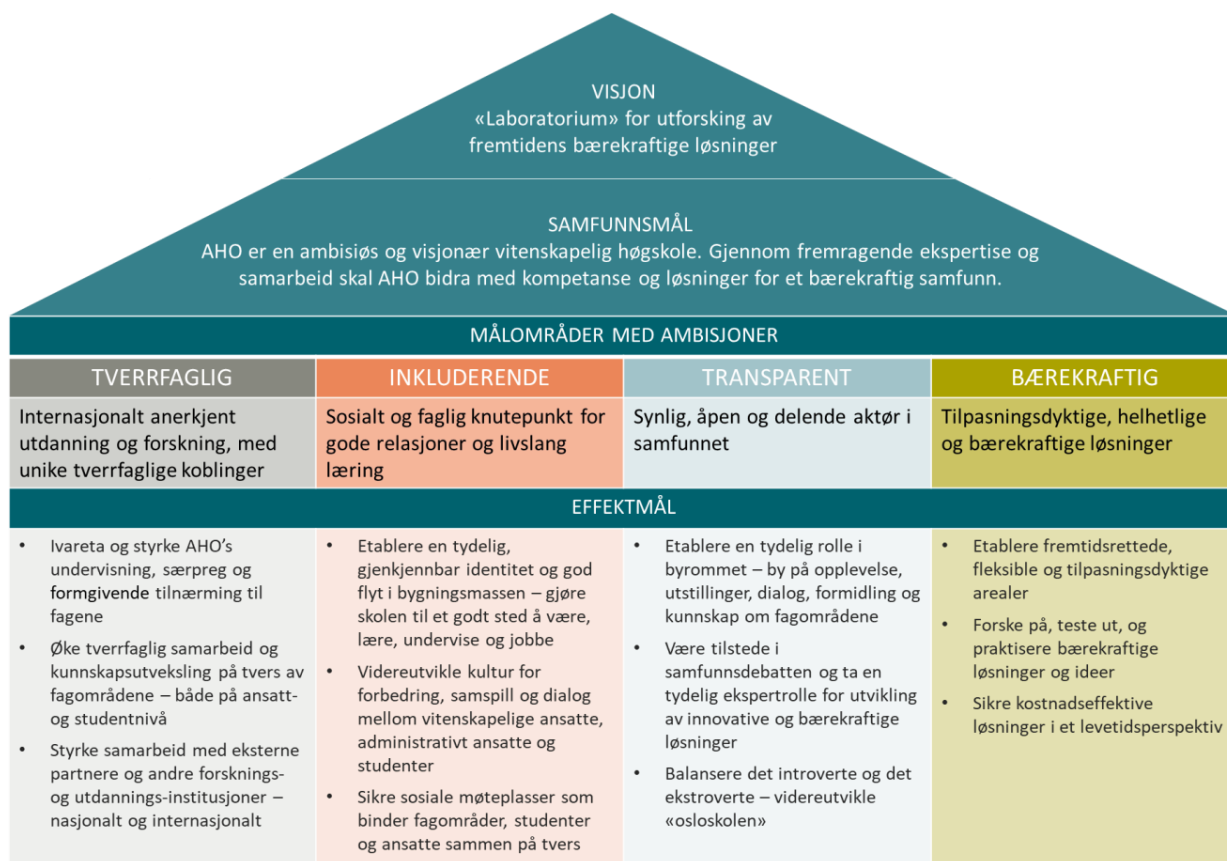 VISJON
«Laboratorium» for utforsking av
fremtidens bærekraftige løsninger
SAMFUNNSMÅL
AHO er en ambisiøs og visjonær vitenskapelig høgskole. Gjennom fremragende ekspertise og
samarbeid skal AHO bidra med kompetanse og løsninger for et bærekraftig samfunn.
MÅLOMRÅDER MED AMBISJONER
TVERRFAGLIG
Internasjonalt anerkjent
utdanning og forskning, med
unike tverrfaglige koblinger
INKLUDERENDE
Sosialt og faglig knutepunkt for
gode relasjoner og livslang
læring
TRANSPARENT
Synlig, åpen og delende aktør i
samfunnet
BÆREKRAFTIG
Tilpasningsdyktige, helhetlige
og bærekraftige løsninger
EFFEKTMÅL
• Ivareta og styrke AHO's
undervisning, særpreg og
formgivende tilnærming til
fagene
• Øke tverrfaglig samarbeid og
kunnskapsutveksling på tvers av
fagområdene – både på ansatt-
og studentnivå
• Styrke samarbeid med eksterne
partnere og andre forsknings-
og utdannings-institusjoner –
nasjonalt og internasjonalt
• Etablere en tydelig,
gjenkjennbar identitet og god
flyt i bygningsmassen – gjøre
skolen til et godt sted å være,
lære, undervise og jobbe
• Videreutvikle kultur for
forbedring, samspill og dialog
mellom vitenskapelige ansatte,
administrativt ansatte og
studenter
• Sikre sosiale møteplasser som
binder fagområder, studenter
og ansatte sammen på tvers
• Etablere en tydelig rolle i
byrommet – by på opplevelse,
utstillinger, dialog, formidling og
kunnskap om fagområdene
• Være tilstede i
samfunnsdebatten og ta en
tydelig ekspertrolle for utvikling
av innovative og bærekraftige
løsninger
• Balansere det introverte og det
ekstroverte – videreutvikle
«osloskolen»
• Etablere fremtidsrettede,
fleksible og tilpasningsdyktige
arealer
• Forske på, teste ut, og
praktisere bærekraftige
løsninger og ideer
• Sikre kostnadseffektive
løsninger i et levetidsperspektiv